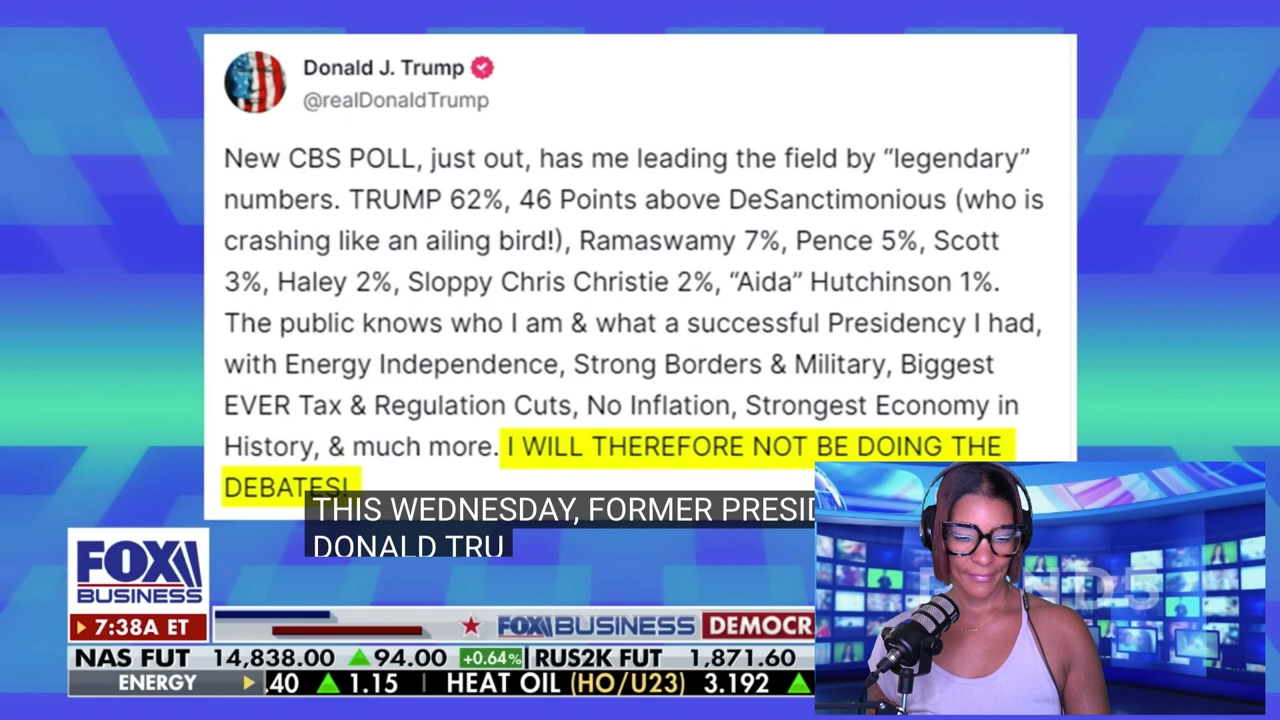 Donald J. Trump
@realDonaldTrump
New CBS POLL, just out, has me leading the field by “legendary”
numbers. TRUMP 62%, 46 Points above DeSanctimonious (who is
crashing like an ailing bird!), Ramaswamy 7%, Pence 5%, Scott
3%, Haley 2%, Sloppy Chris Christie 2%, “Aida” Hutchinson 1%.
The public knows who I am & what a successful Presidency I had,
with Energy Independence, Strong Borders & Military, Biggest
EVER Tax & Regulation Cuts, No Inflation, Strongest Economy in
History, & much more. I WILL THEREFORE NOT BE DOING THE
DEBATES!
THIS WEDNESDAY, FORMER PRESID
DONALD TRU
FOX
BUSINESS
7:38A ET
FOX BUSINESS DEMOCR
NAS FUT 14,838.00 94.00 +0.64% RUS2K FUT 1,871.60
ENERGY .40 1.15 HEAT OIL (HO/U23) 3.192